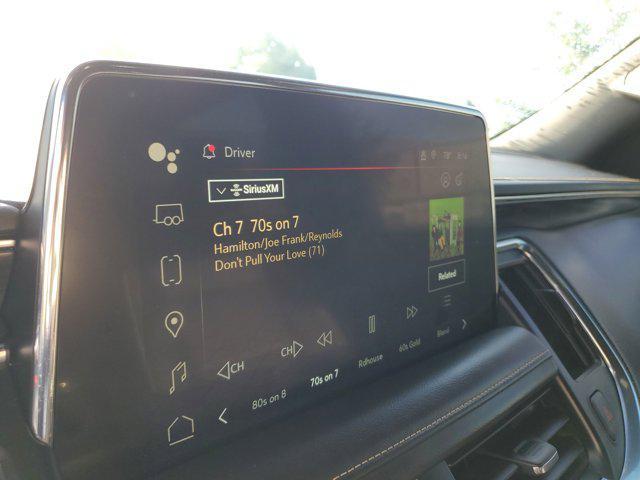 Driver
SiriusXM
Ch 7 70s on 7
Hamilton/Joe Frank/Reynolds
Don't Pull Your Love (71)
Related
CH CH
80s on 8 70s on 7 Rdhouse 60s Gold Blend